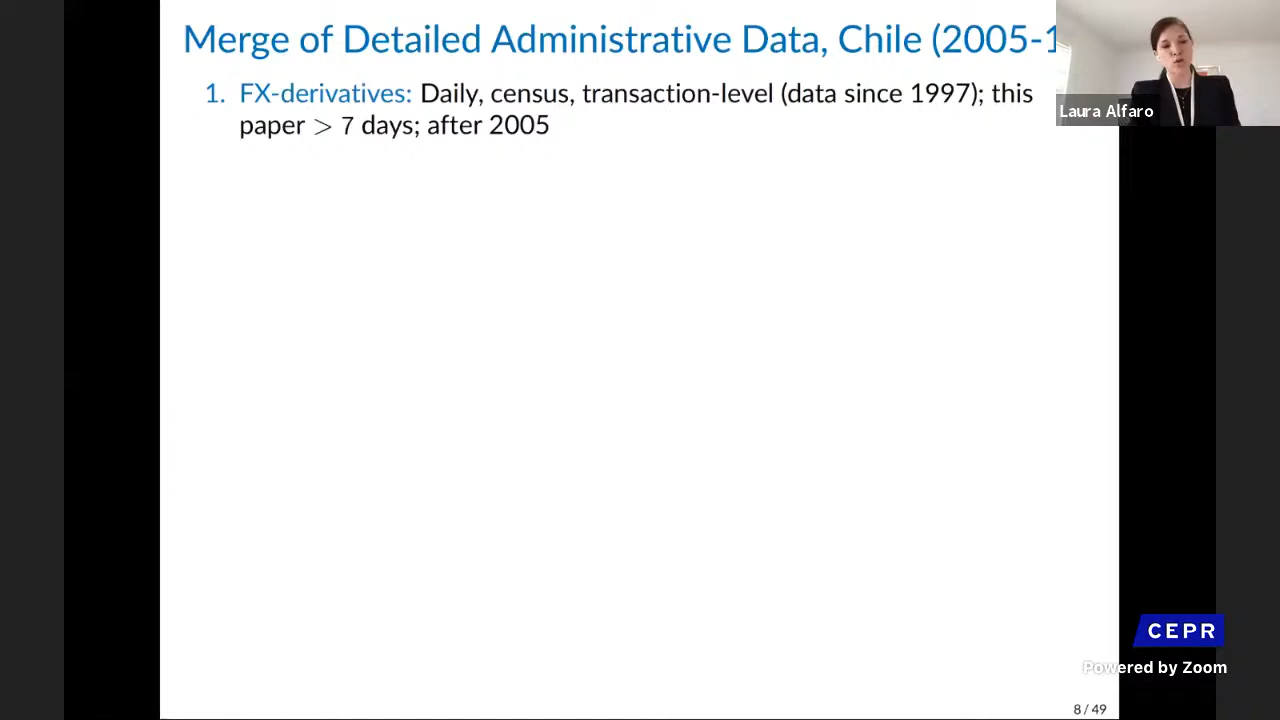 Merge of Detailed Administrative Data, Chile (2005-1
1. FX-derivatives: Daily, census, transaction-level (data since 1997); this
paper > 7 days; after 2005
Laura Alfaro
CEPR
Powered by Zoom
8 / 49